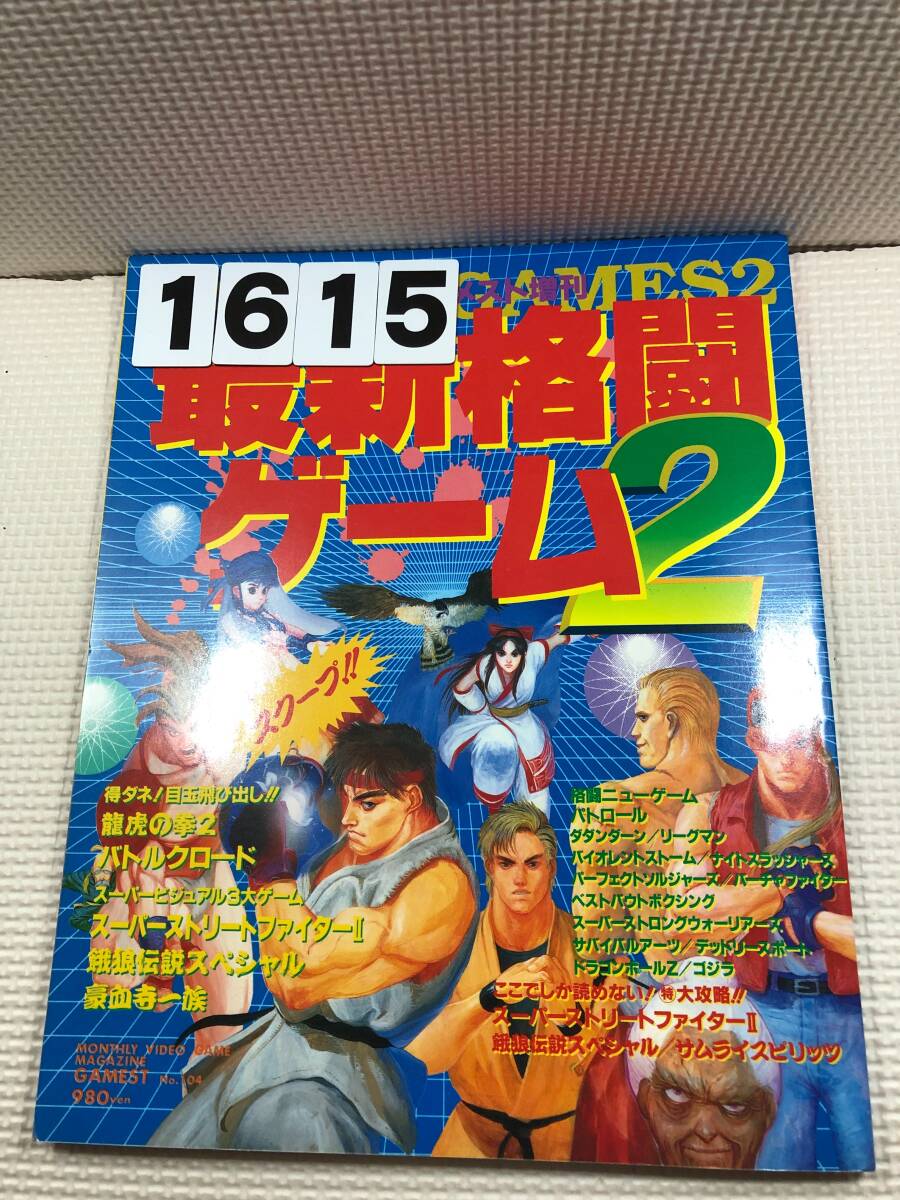 1615
メスト増刊
GAMES2
最新格闘
ゲーム2
スクープ!!
得ダネ!目玉飛び出し!!
龍虎の拳2
バトルクロード
スーパービジュアル3大ゲーム
スーパーストリートファイターII
餓狼伝説スペシャル
豪血寺一族
MONTHLY VIDEO GAME
MAGAZINE
GAMEST No.104
980yen
格闘ニューゲーム
パトロール
ダダンダーン/リーグマン
バイオレントストーム/ナイトスラッシャーズ
パーフェクトソルジャーズ/バーチャファイター
ベストバウトボクシング
スーパーストロングウォーリアーズ
サバイバルアーツ/デッドリースポート
ドラゴンボールZ/ゴジラ
ここでしか読めない!特大攻略!!
スーパーストリートファイターII
餓狼伝説スペシャル/サムライスピリッツ